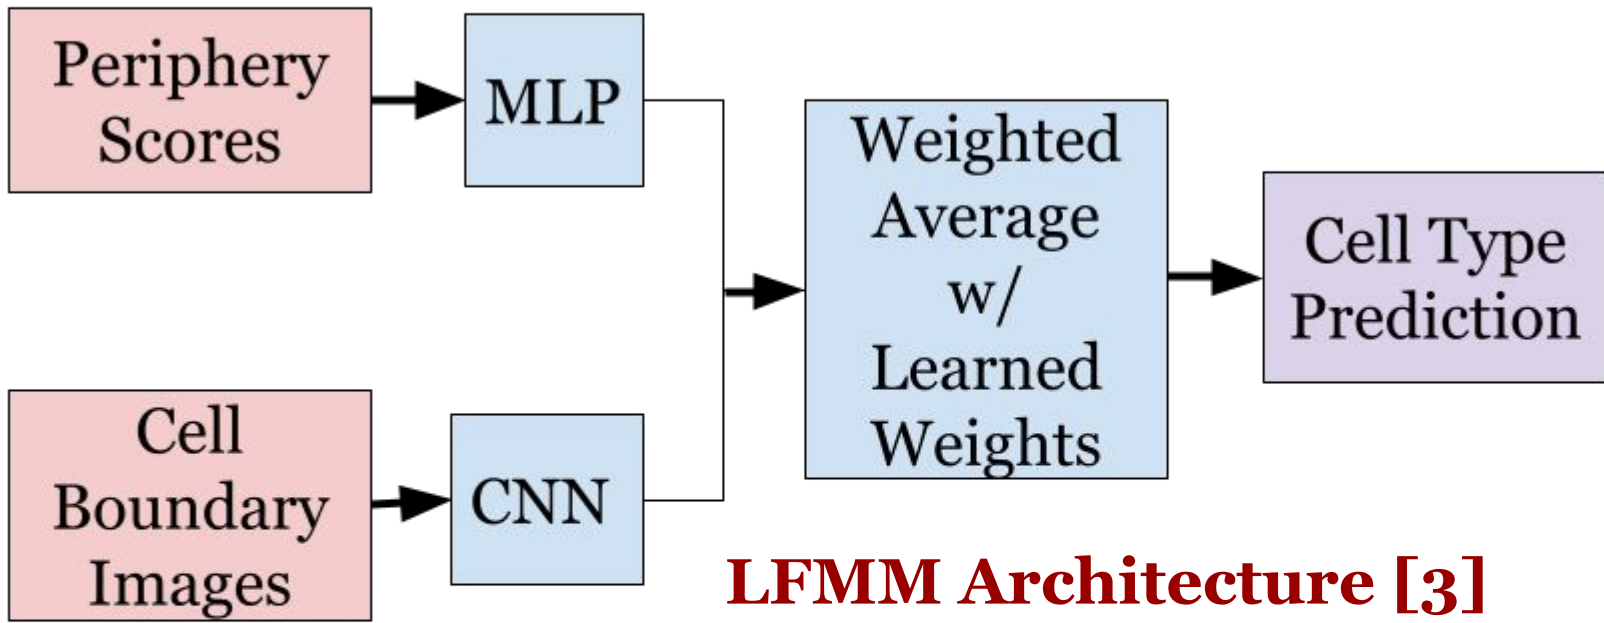 Periphery
Scores
MLP
Cell
Boundary
Images
CNN
Weighted
Average
w/
Learned
Weights
Cell Type
Prediction
LFMM Architecture [3]